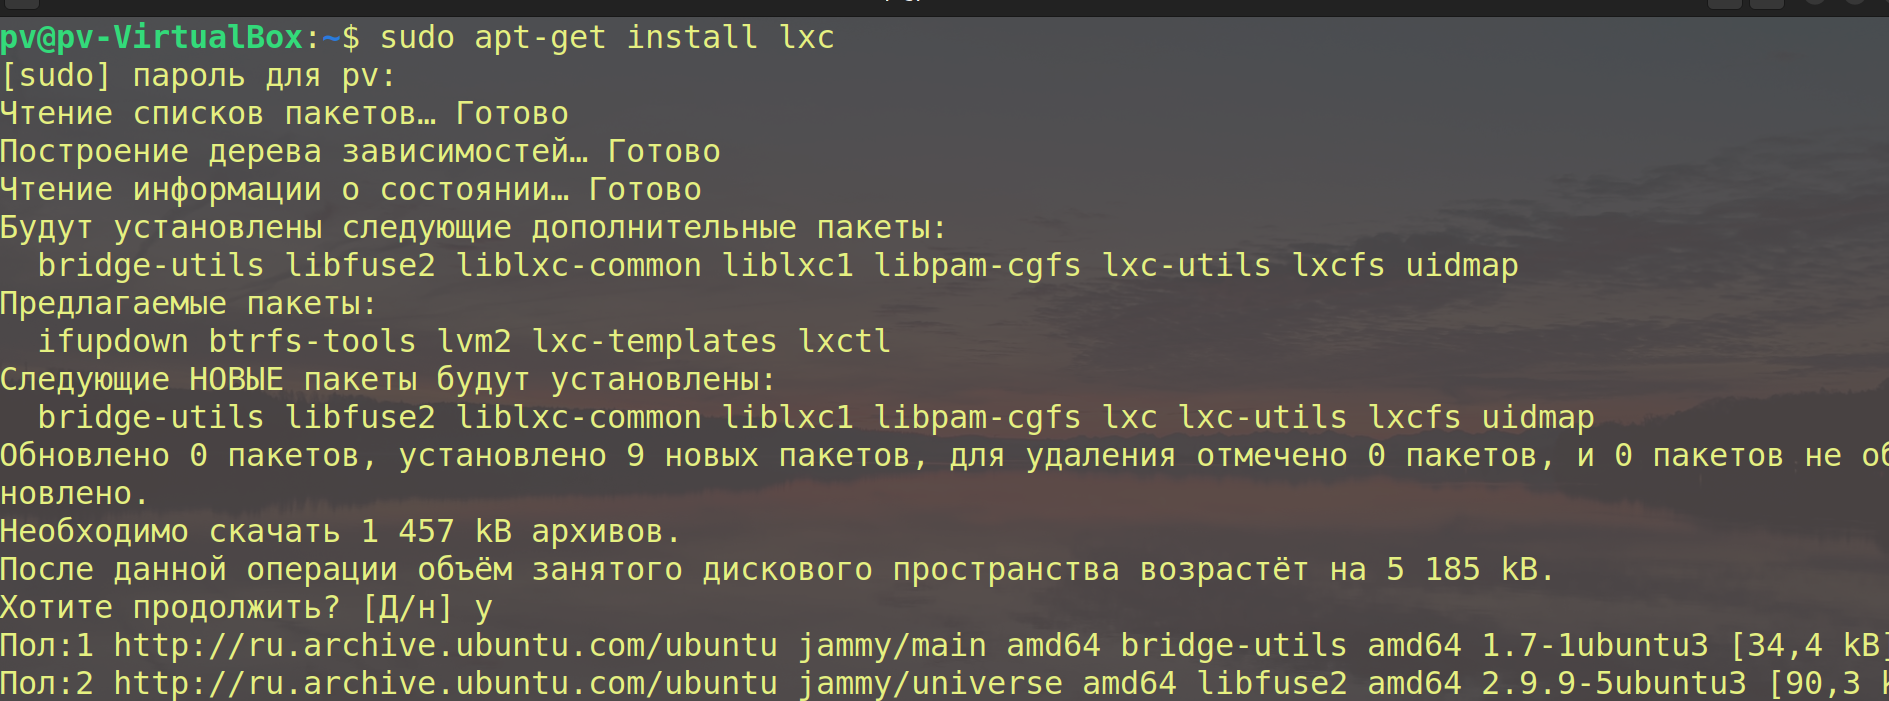 pv@pv-VirtualBox:~$ sudo apt-get install lxc
[sudo] пароль для pv:
Чтение списков пакетов… Готово
Построение дерева зависимостей… Готово
Чтение информации о состоянии… Готово
Будут установлены следующие дополнительные пакеты:
  bridge-utils libfuse2 liblxc-common liblxc1 libpam-cgfs lxc-utils lxcfs uidmap
Предлагаемые пакеты:
  ifupdown btrfs-tools lvm2 lxc-templates lxctl
Следующие НОВЫЕ пакеты будут установлены:
  bridge-utils libfuse2 liblxc-common liblxc1 libpam-cgfs lxc lxc-utils lxcfs uidmap
Обновлено 0 пакетов, установлено 9 новых пакетов, для удаления отмечено 0 пакетов, и 0 пакетов не об
новлено.
Необходимо скачать 1 457 kB архивов.
После данной операции объём занятого дискового пространства возрастёт на 5 185 kB.
Хотите продолжить? [Д/н] y
Пол:1 http://ru.archive.ubuntu.com/ubuntu jammy/main amd64 bridge-utils amd64 1.7-1ubuntu3 [34,4 kB]
Пол:2 http://ru.archive.ubuntu.com/ubuntu jammy/universe amd64 libfuse2 amd64 2.9.9-5ubuntu3 [90,3 k